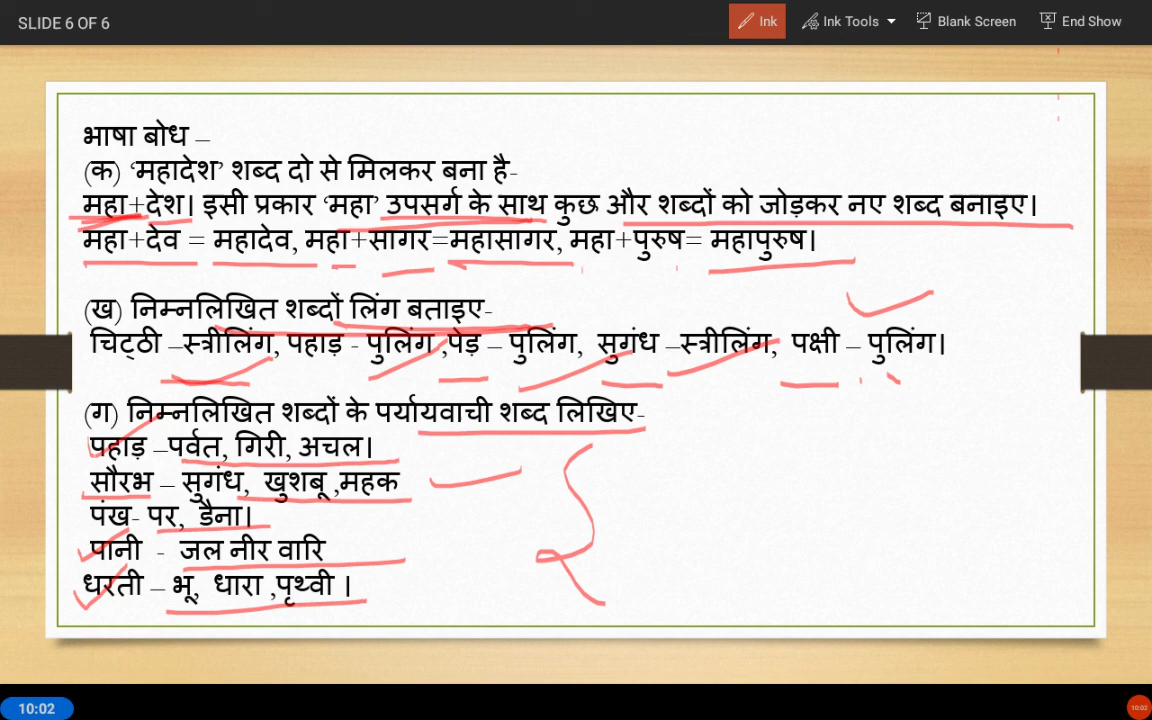 SLIDE 6 OF 6
Ink
Ink Tools
Blank Screen
End Show
भाषा बोध –
(क) ‘महादेश’ शब्द दो से मिलकर बना है-
महा+देश। इसी प्रकार ‘महा’ उपसर्ग के साथ कुछ और शब्दों को जोड़कर नए शब्द बनाइए।
महा+देव = महादेव, महा+सागर=महासागर, महा+पुरुष= महापुरुष।
(ख) निम्नलिखित शब्दों लिंग बताइए-
चिट्ठी –स्त्रीलिंग, पहाड़ - पुलिंग ,पेड़ – पुलिंग, सुगंध –स्त्रीलिंग, पक्षी – पुलिंग।
(ग) निम्नलिखित शब्दों के पर्यायवाची शब्द लिखिए-
पहाड़ –पर्वत, गिरी, अचल।
सौरभ – सुगंध, खुशबू ,महक
पंख- पर, डैना।
पानी - जल नीर वारि
धरती – भू, धारा ,पृथ्वी ।
10:02
10:02